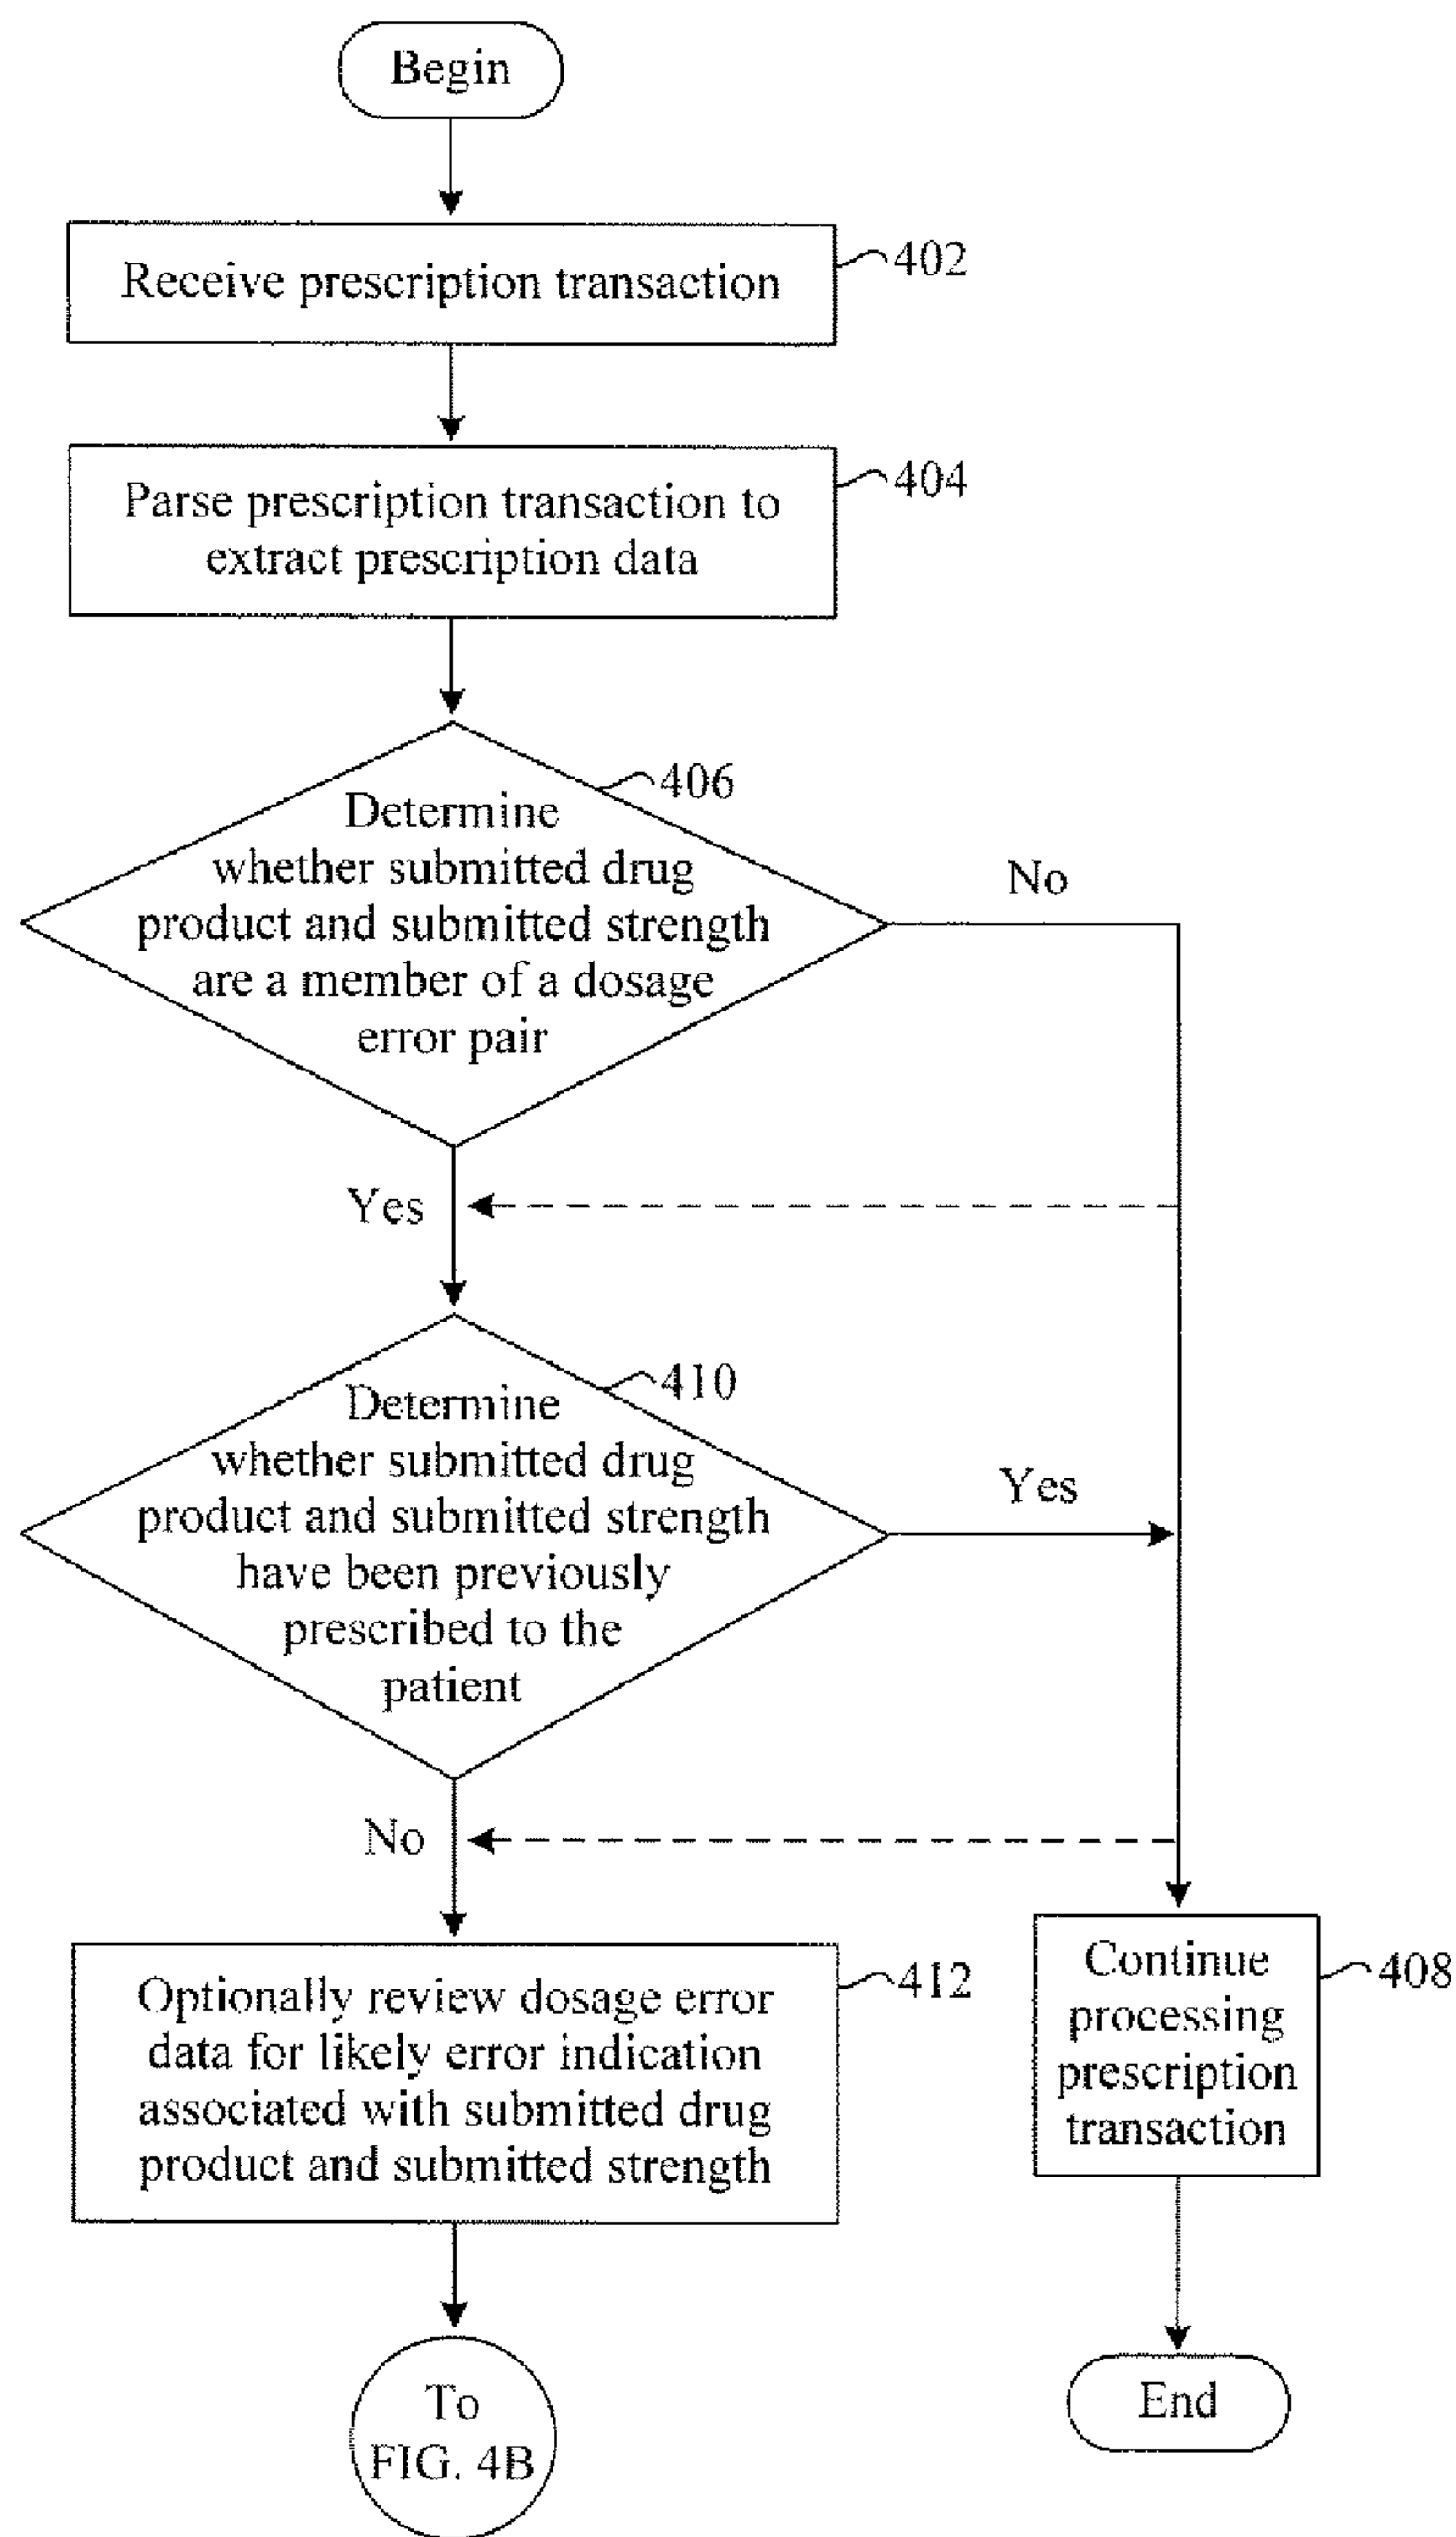 Begin
Receive prescription transaction
402
Parse prescription transaction to
extract prescription data
404
406
Determine
whether submitted drug
product and submitted strength
are a member of a dosage
error pair
No
Yes
410
Determine
whether submitted drug
product and submitted strength
have been previously
prescribed to the
patient
Yes
No
Optionally review dosage error
data for likely error indication
associated with submitted drug
product and submitted strength
412
Continue
processing
prescription
transaction
408
To
FIG. 4B
End